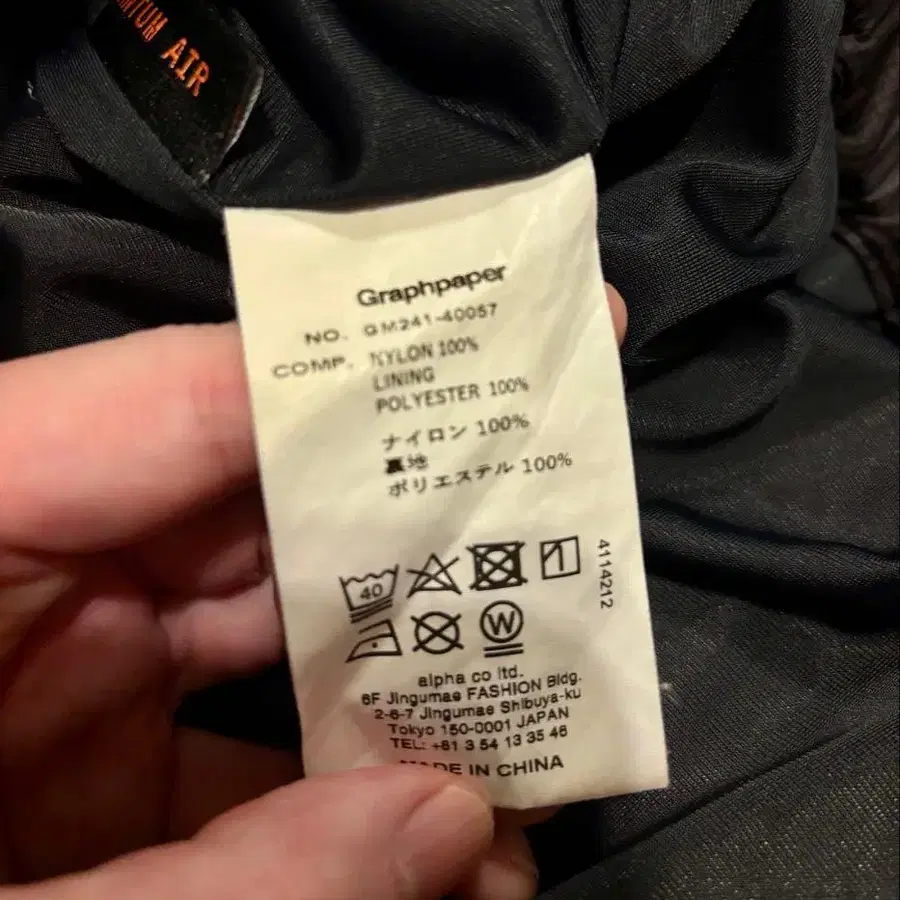 AIR
Graphpaper
NO. GM241-40057
COMP. NYLON 100%
LINING
POLYESTER 100%
ナイロン 100%
裏地
ポリエステル 100%
40
W
4114212
alpha co ltd.
6F Jingumae FASHION Bldg.
2-6-7 Jingumae Shibuya-ku
Tokyo 150-0001 JAPAN
TEL: +81 3 54 13 35 46
MADE IN CHINA